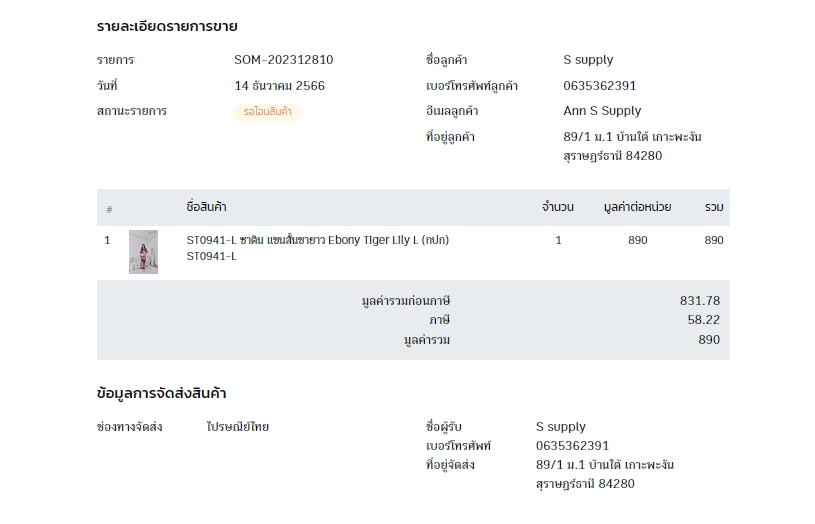 รายละเอียดรายการขาย
รายการ SOM-202312810
วันที่ 14 ธันวาคม 2566
สถานะรายการ รอโอนสินค้า
ชื่อลูกค้า S supply
เบอร์โทรศัพท์ลูกค้า 0635362391
อีเมลลูกค้า Ann S Supply
ที่อยู่ลูกค้า 89/1 ม.1 บ้านใต้ เกาะพะงัน
สุราษฎร์ธานี 84280
# ชื่อสินค้า จำนวน มูลค่าต่อหน่วย รวม
1 ST0941-L ซาติน แขนสั้นขายาว Ebony Tiger Lily L (กปก) 1 890 890
ST0941-L
มูลค่ารวมก่อนภาษี 831.78
ภาษี 58.22
มูลค่ารวม 890
ข้อมูลการจัดส่งสินค้า
ช่องทางจัดส่ง ไปรษณีย์ไทย
ชื่อผู้รับ S supply
เบอร์โทรศัพท์ 0635362391
ที่อยู่จัดส่ง 89/1 ม.1 บ้านใต้ เกาะพะงัน
สุราษฎร์ธานี 84280